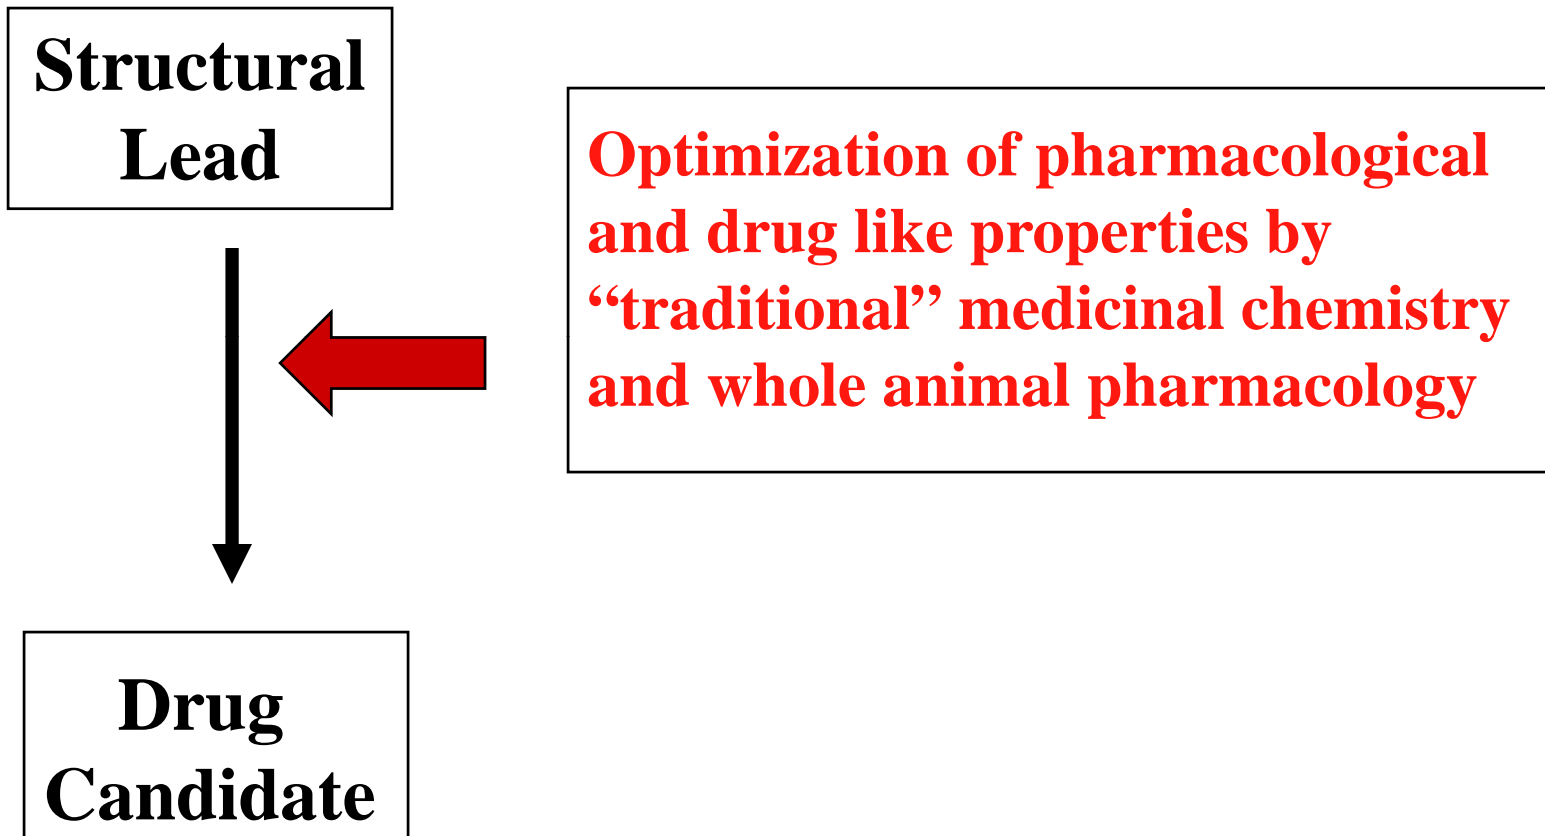 Structural
Lead
Optimization of pharmacological
and drug like properties by
“traditional” medicinal chemistry
and whole animal pharmacology
Drug
Candidate